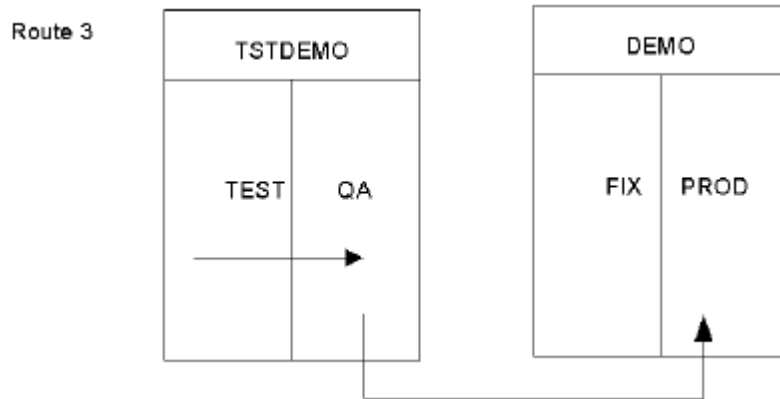 Route 3
TSTDEMO
DEMO
TEST
QA
FIX
PROD